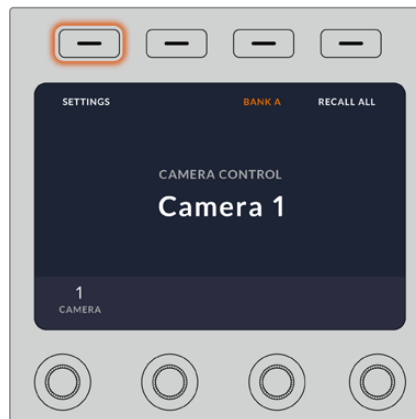 SETTINGS BANK A RECALL ALL
CAMERA CONTROL
Camera 1
1
CAMERA